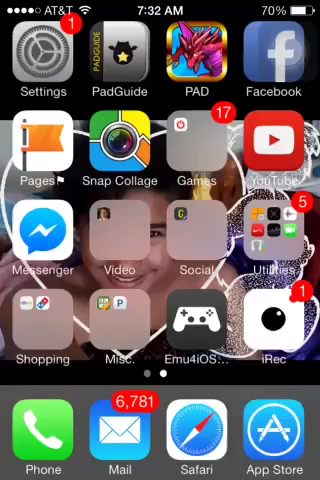 AT&T 7:32 AM 70%
1
PADGUIDE
Settings PadGuide PAD Facebook
17
Pages Snap Collage Games YouTube
5
Messenger Video Social Utilities
1
Shopping Misc. Emu4iOS... iRec
6,781
Phone Mail Safari App Store